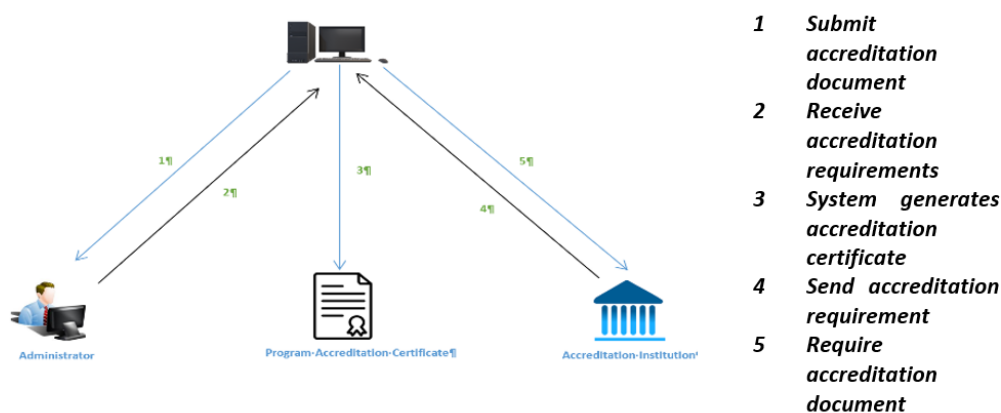 1 Submit
accreditation
document
2 Receive
accreditation
requirements
3 System generates
accreditation
certificate
4 Send accreditation
requirement
5 Require
accreditation
document
1¶
2¶
3¶
5¶
4¶
Administrator
Program·Accreditation·Certificate¶
Accreditation·Institution¶